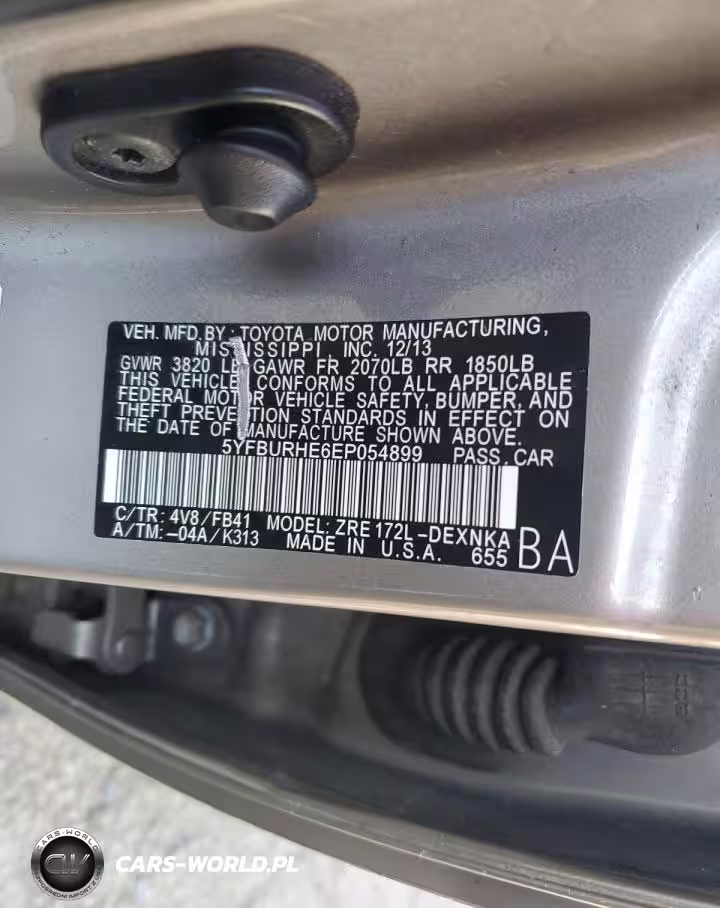 VEH. MFD.BY : TOYOTA MOTOR MANUFACTURING,
MISSISSIPPI INC. 12/13
GVWR 3820 LB GAWR FR 2070LB RR 1850LB
THIS VEHICLE CONFORMS TO ALL APPLICABLE
FEDERAL MOTOR VEHICLE SAFETY, BUMPER, AND
THEFT PREVENTION STANDARDS IN EFFECT ON
THE DATE OF MANUFACTURE SHOWN ABOVE.
5YFBURHE6EP054899 PASS.CAR
C/TR: 4V8/FB41 MODEL: ZRE172L-DEXNKA
A/TM:-04A/K313 MADE IN U.S.A. 655 BA
CARS-WORLD
CW
CARS-WORLD.PL